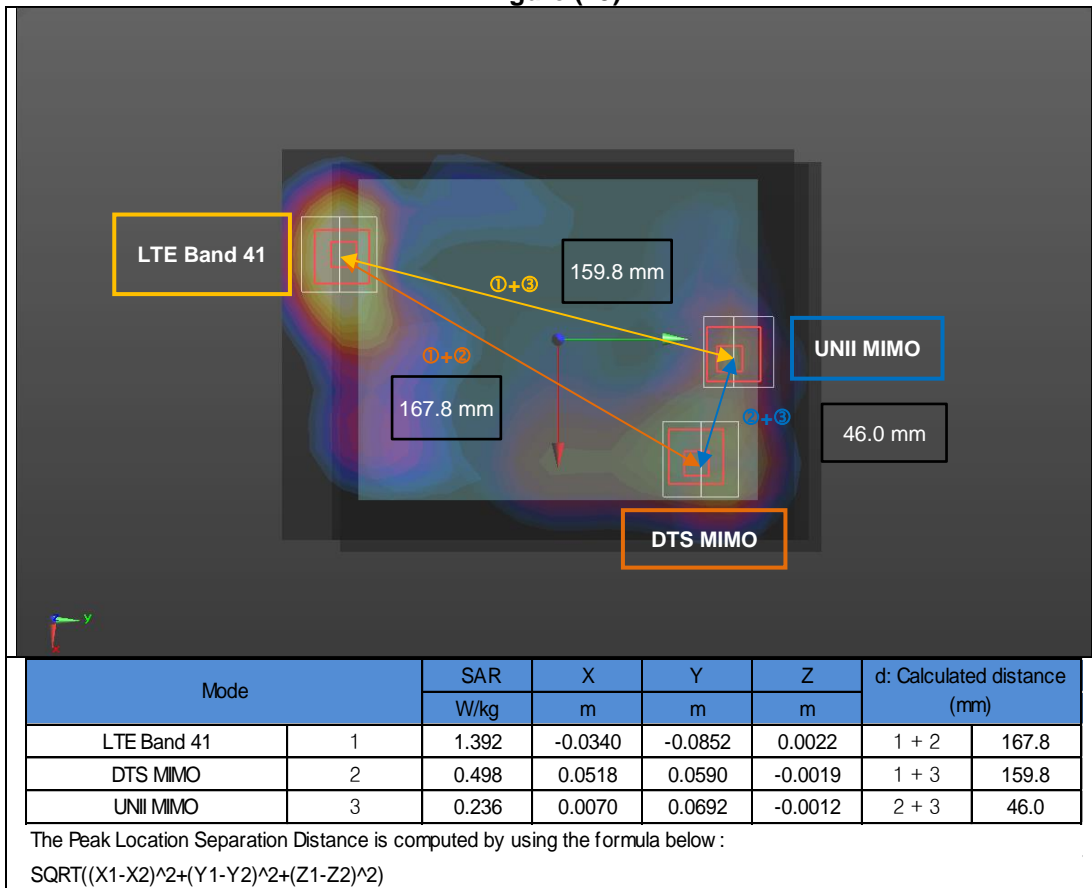 LTE Band 41
159.8 mm
①+③
UNII MIMO
①+②
167.8 mm
②+③
46.0 mm
DTS MIMO
y
x
Mode SAR X Y Z d: Calculated distance (mm)
W/kg m m m
LTE Band 41 1 1.392 -0.0340 -0.0852 0.0022 1 + 2 167.8
DTS MIMO 2 0.498 0.0518 0.0590 -0.0019 1 + 3 159.8
UNII MIMO 3 0.236 0.0070 0.0692 -0.0012 2 + 3 46.0
The Peak Location Separation Distance is computed by using the formula below :
SQRT((X1-X2)^2+(Y1-Y2)^2+(Z1-Z2)^2)